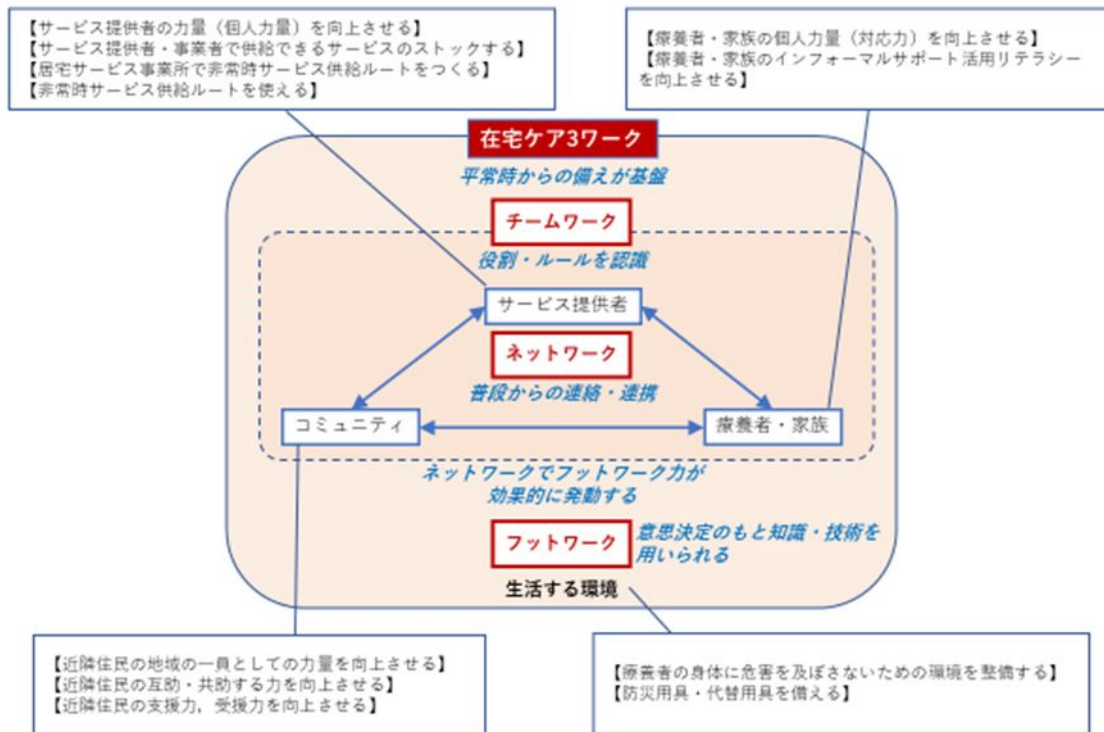 【サービス提供者の力量（個人力量）を向上させる】
【サービス提供者・事業者で供給できるサービスのストックする】
【居宅サービス事業所で非常時サービス供給ルートをつくる】
【非常時サービス供給ルートを使える】
【療養者・家族の個人力量（対応力）を向上させる】
【療養者・家族のインフォーマルサポート活用リテラシー
を向上させる】
在宅ケア3ワーク
平常時からの備えが基盤
チームワーク
役割・ルールを認識
サービス提供者
ネットワーク
普段からの連絡・連携
コミュニティ
療養者・家族
ネットワークでフットワーク力が
効果的に発動する
フットワーク
意思決定のもと知識・技術を
用いられる
生活する環境
【近隣住民の地域の一員としての力量を向上させる】
【近隣住民の互助・共助する力を向上させる】
【近隣住民の支援力，受援力を向上させる】
【療養者の身体に危害を及ぼさないための環境を整備する】
【防災用具・代替用具を備える】